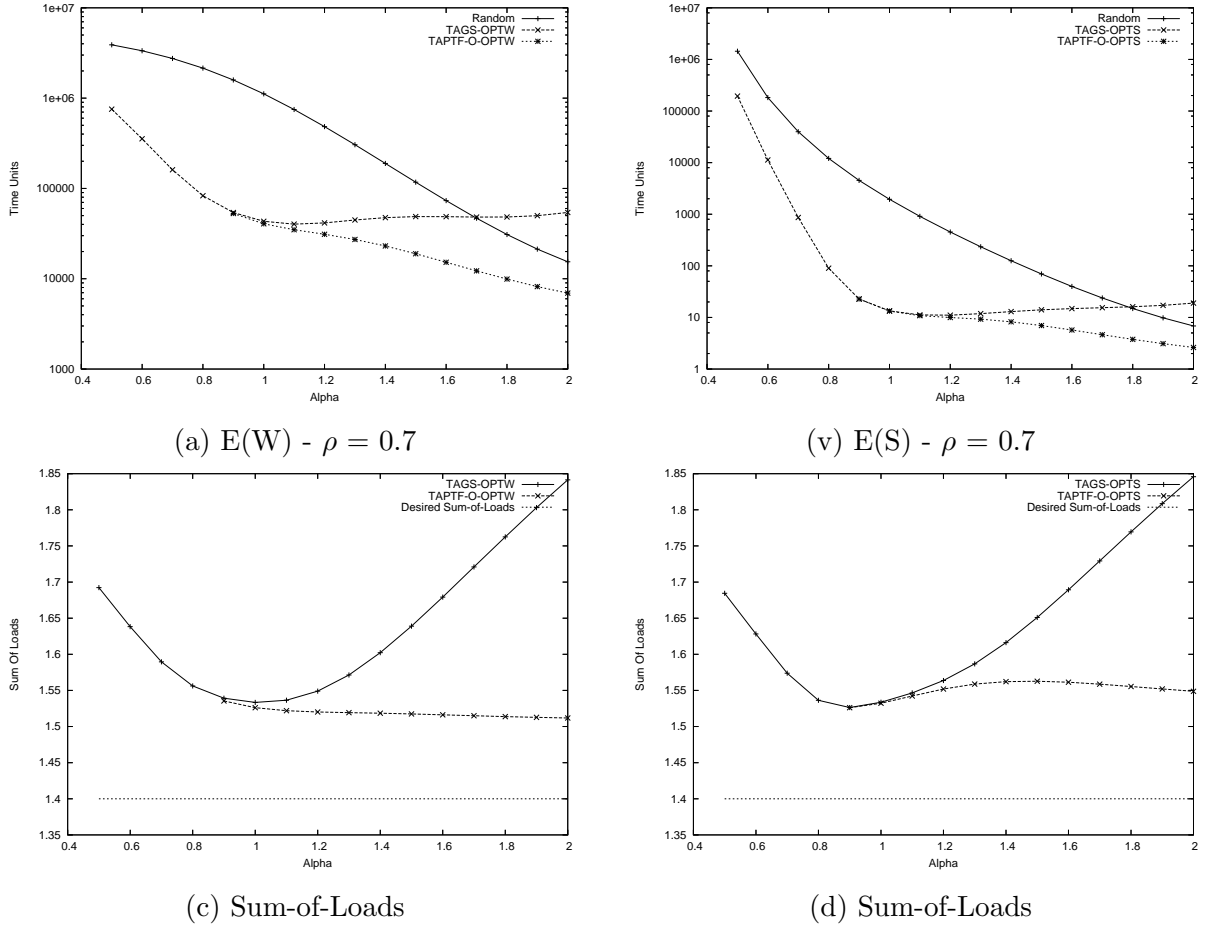 1e+07
1e+06
100000
10000
1000
0.4 0.6 0.8 1 1.2 1.4 1.6 1.8 2
Time Units
Alpha
Random
TAGS-OPTW
TAPTF-O-OPTW
(a) E(W) - ρ = 0.7
1e+07
1e+06
100000
10000
1000
100
10
1
0.4 0.6 0.8 1 1.2 1.4 1.6 1.8 2
Time Units
Alpha
Random
TAGS-OPTS
TAPTF-O-OPTS
(v) E(S) - ρ = 0.7
1.85
1.8
1.75
1.7
1.65
1.6
1.55
1.5
1.45
1.4
1.35
0.4 0.6 0.8 1 1.2 1.4 1.6 1.8 2
Sum Of Loads
Alpha
TAGS-OPTW
TAPTF-O-OPTW
Desired Sum-of-Loads
(c) Sum-of-Loads
1.85
1.8
1.75
1.7
1.65
1.6
1.55
1.5
1.45
1.4
1.35
0.4 0.6 0.8 1 1.2 1.4 1.6 1.8 2
Sum Of Loads
Alpha
TAGS-OPTS
TAPTF-O-OPTS
Desired Sum-of-Loads
(d) Sum-of-Loads